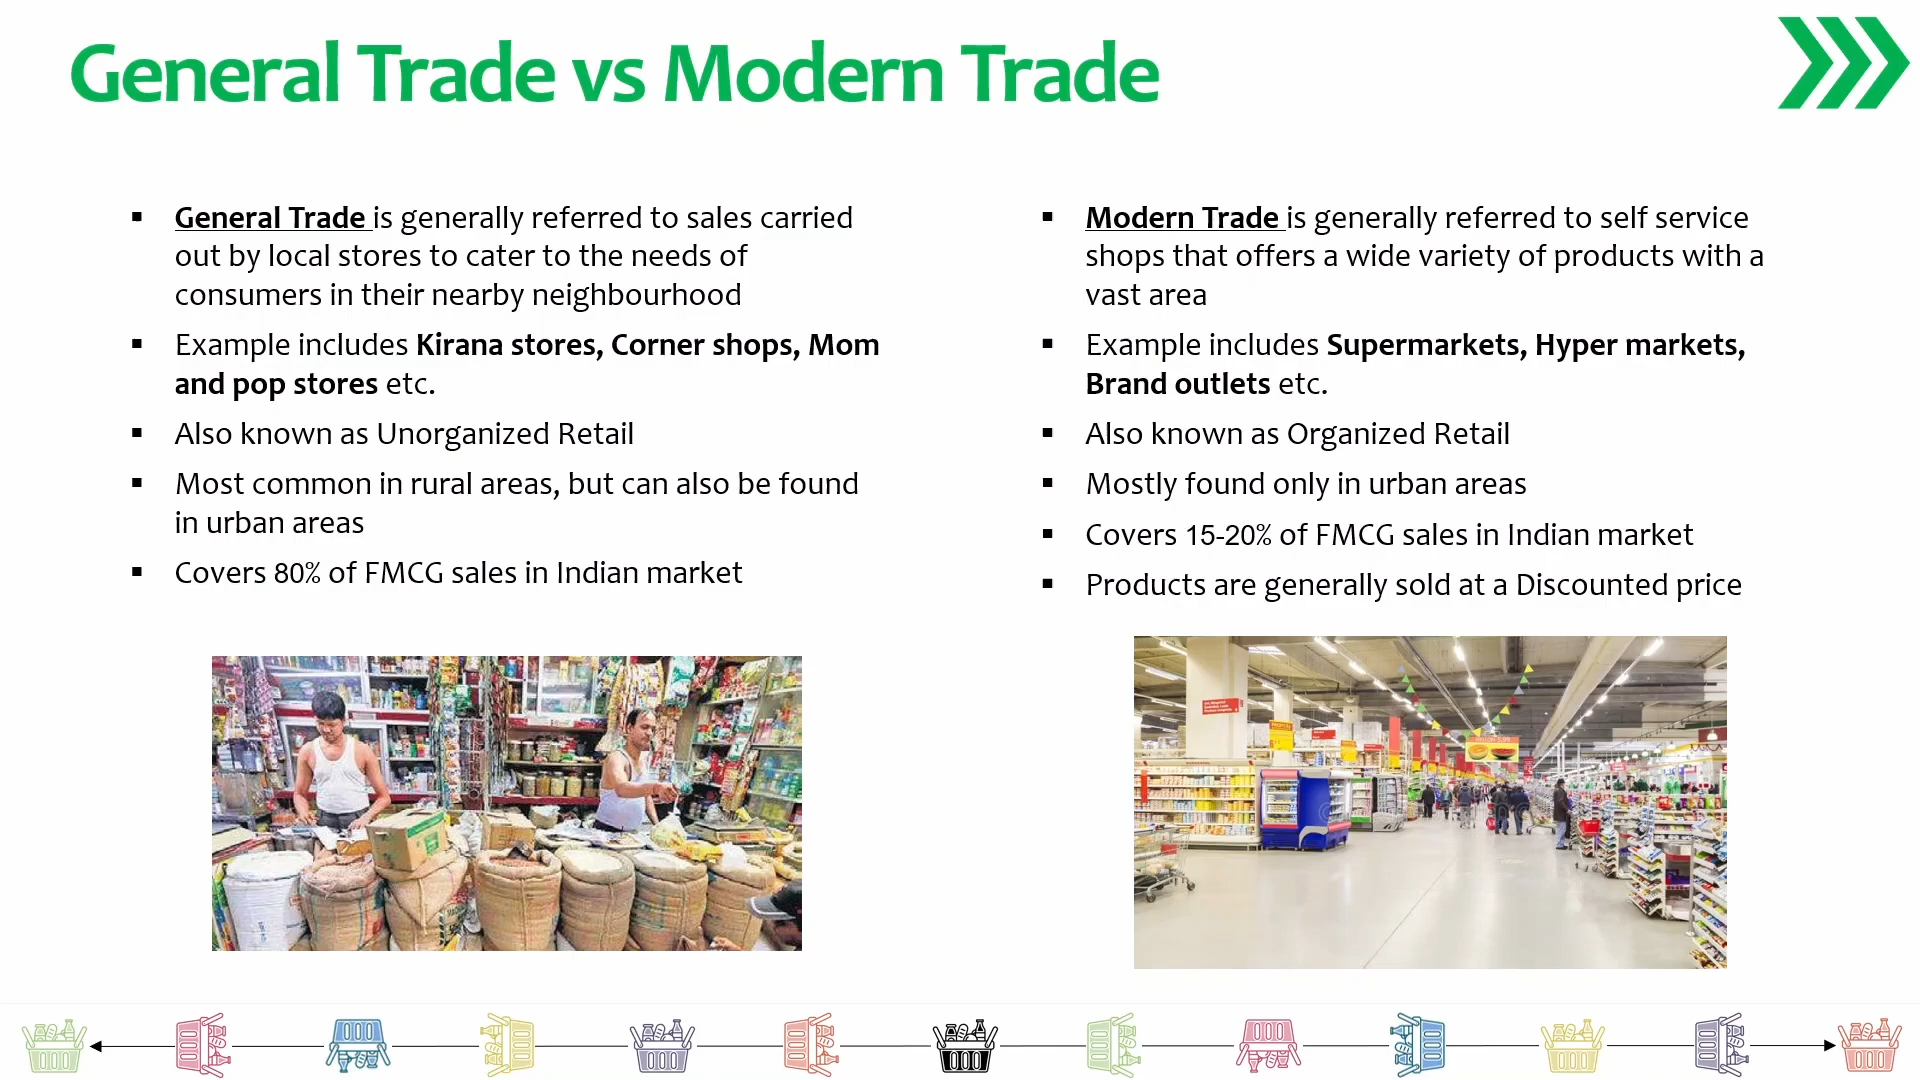 General Trade vs Modern Trade
General Trade is generally referred to sales carried
out by local stores to cater to the needs of
consumers in their nearby neighbourhood
Example includes Kirana stores, Corner shops, Mom
and pop stores etc.
Also known as Unorganized Retail
Most common in rural areas, but can also be found
in urban areas
Covers 80% of FMCG sales in Indian market
Modern Trade is generally referred to self service
shops that offers a wide variety of products with a
vast area
Example includes Supermarkets, Hyper markets,
Brand outlets etc.
Also known as Organized Retail
Mostly found only in urban areas
Covers 15-20% of FMCG sales in Indian market
Products are generally sold at a Discounted price